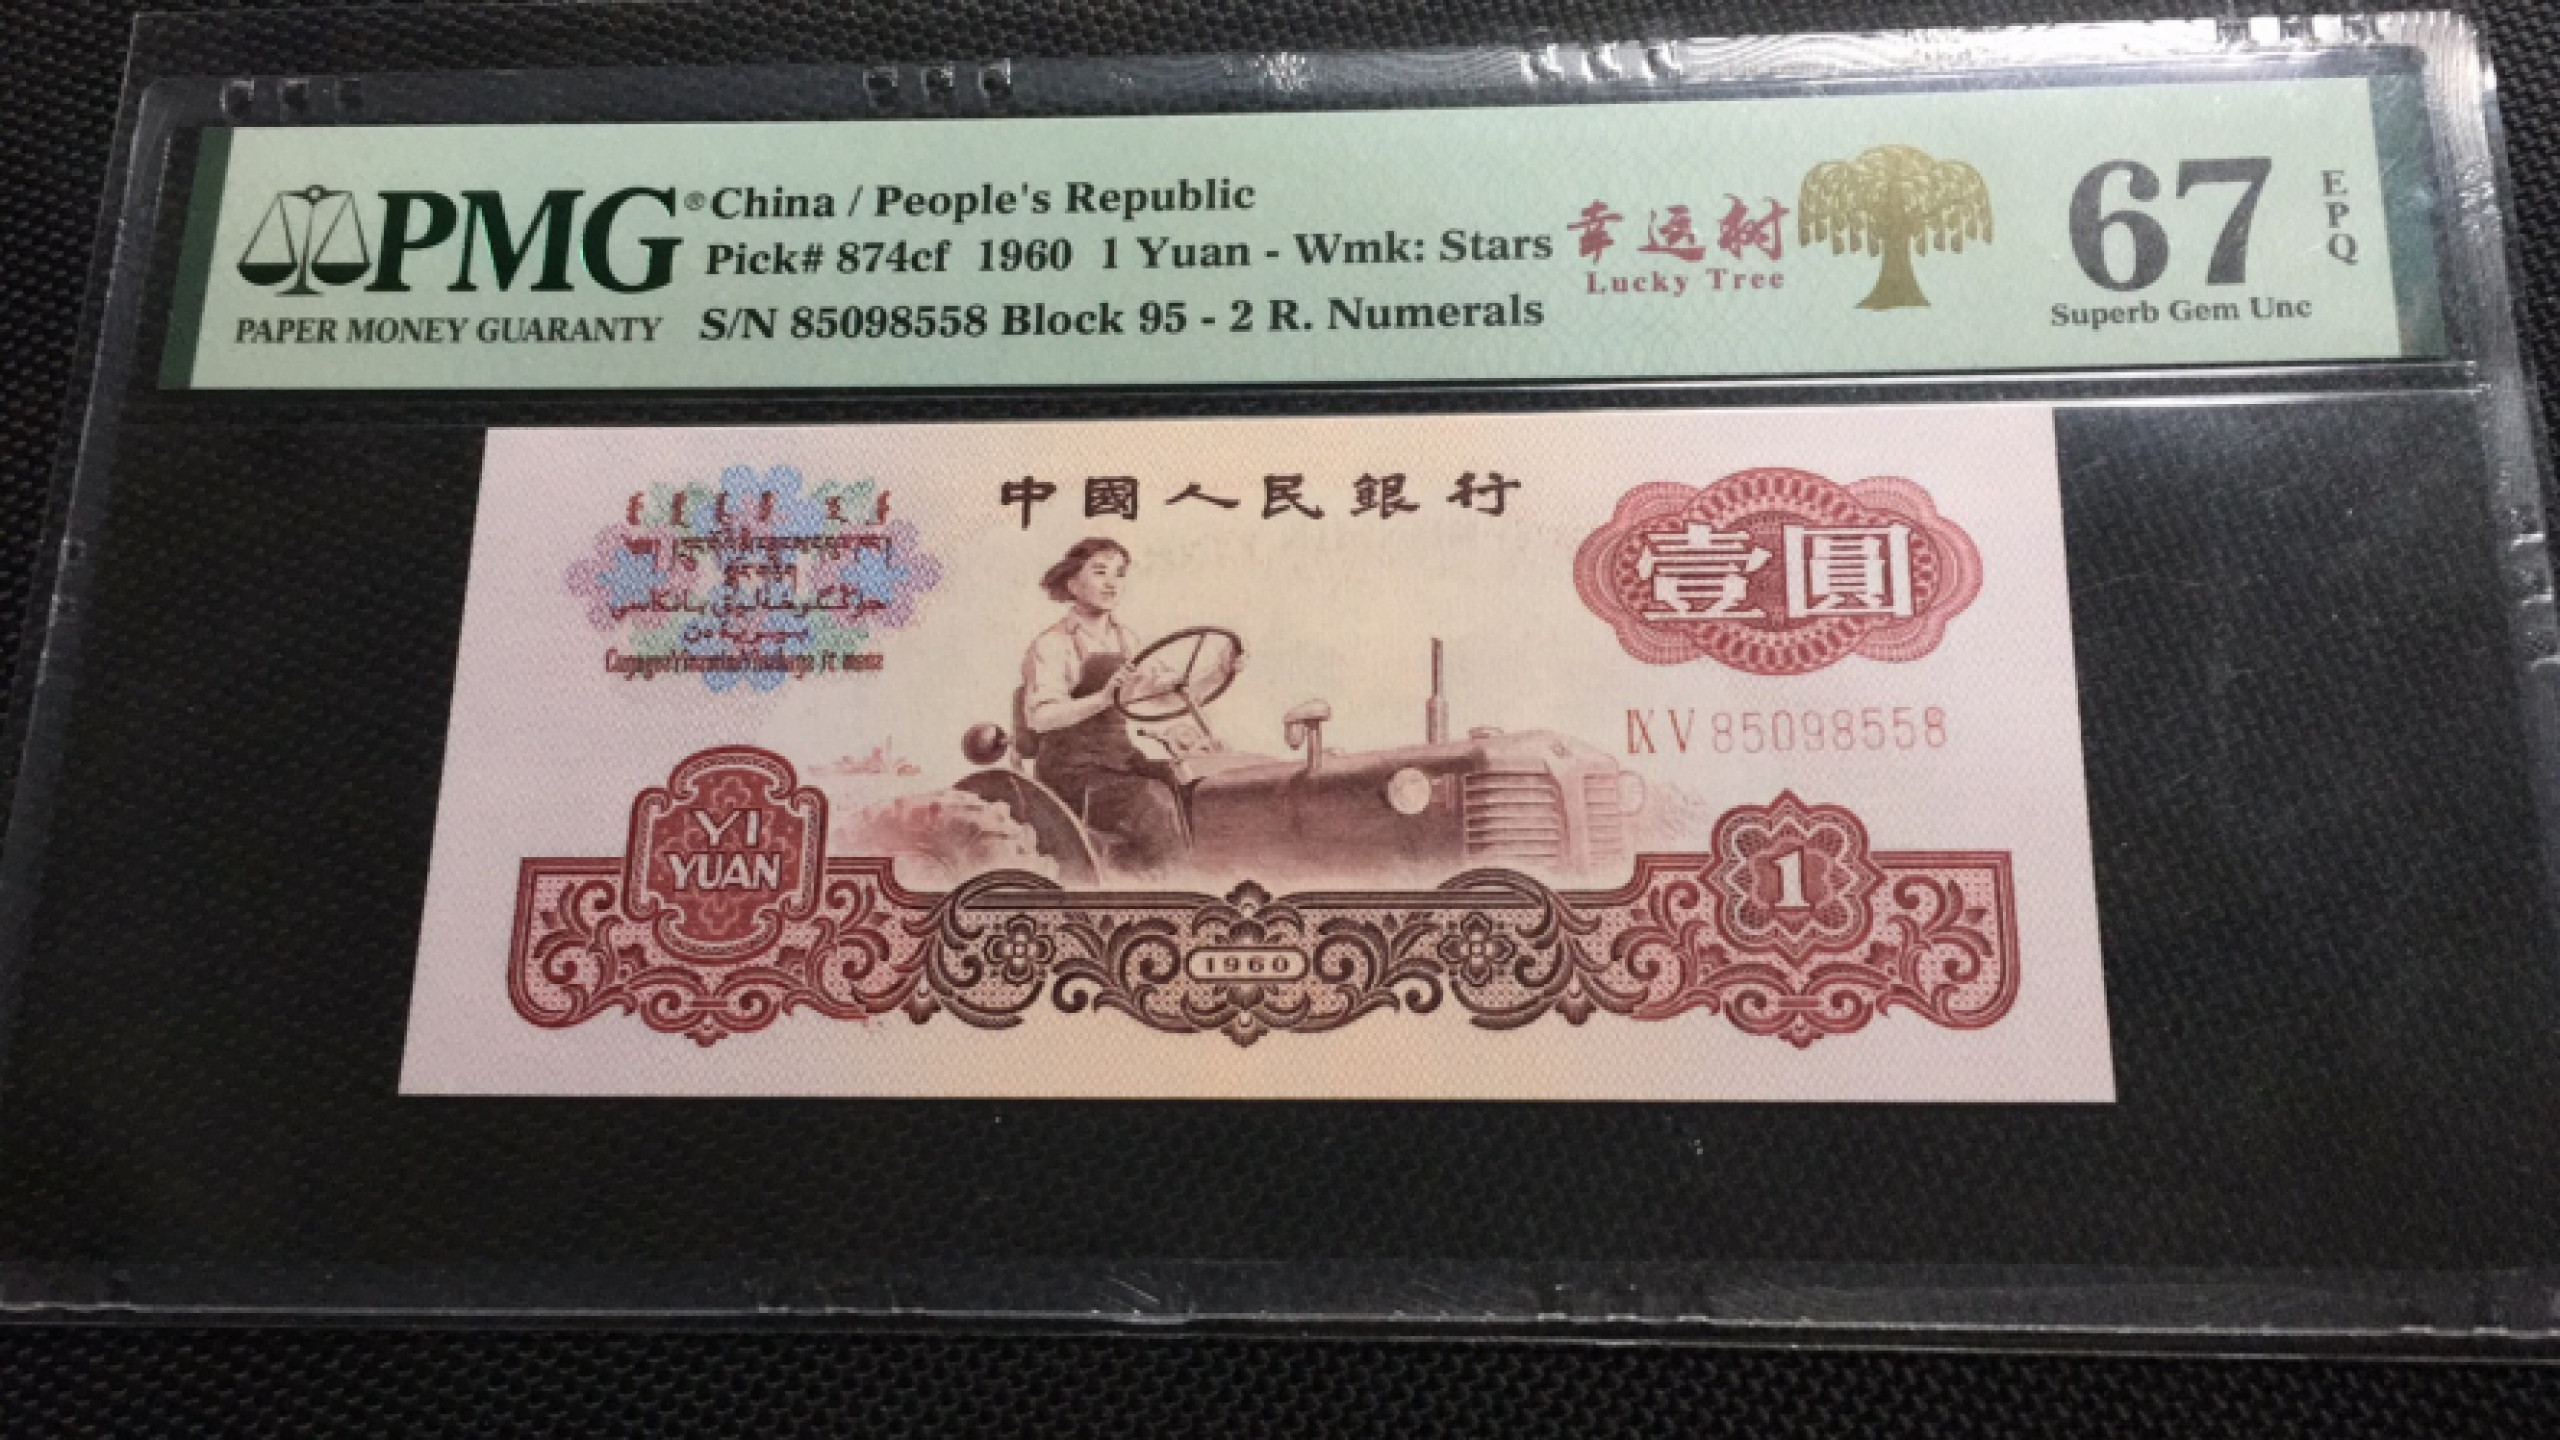 PMG®
PAPER MONEY GUARANTY
China / People's Republic
Pick# 874cf 1960 1 Yuan - Wmk: Stars
S/N 85098558 Block 95 - 2 R. Numerals
幸运树
Lucky Tree
67
EPQ
Superb Gem Unc
中國人民銀行
壹圓
IX V 85098558
YI
YUAN
1
1960